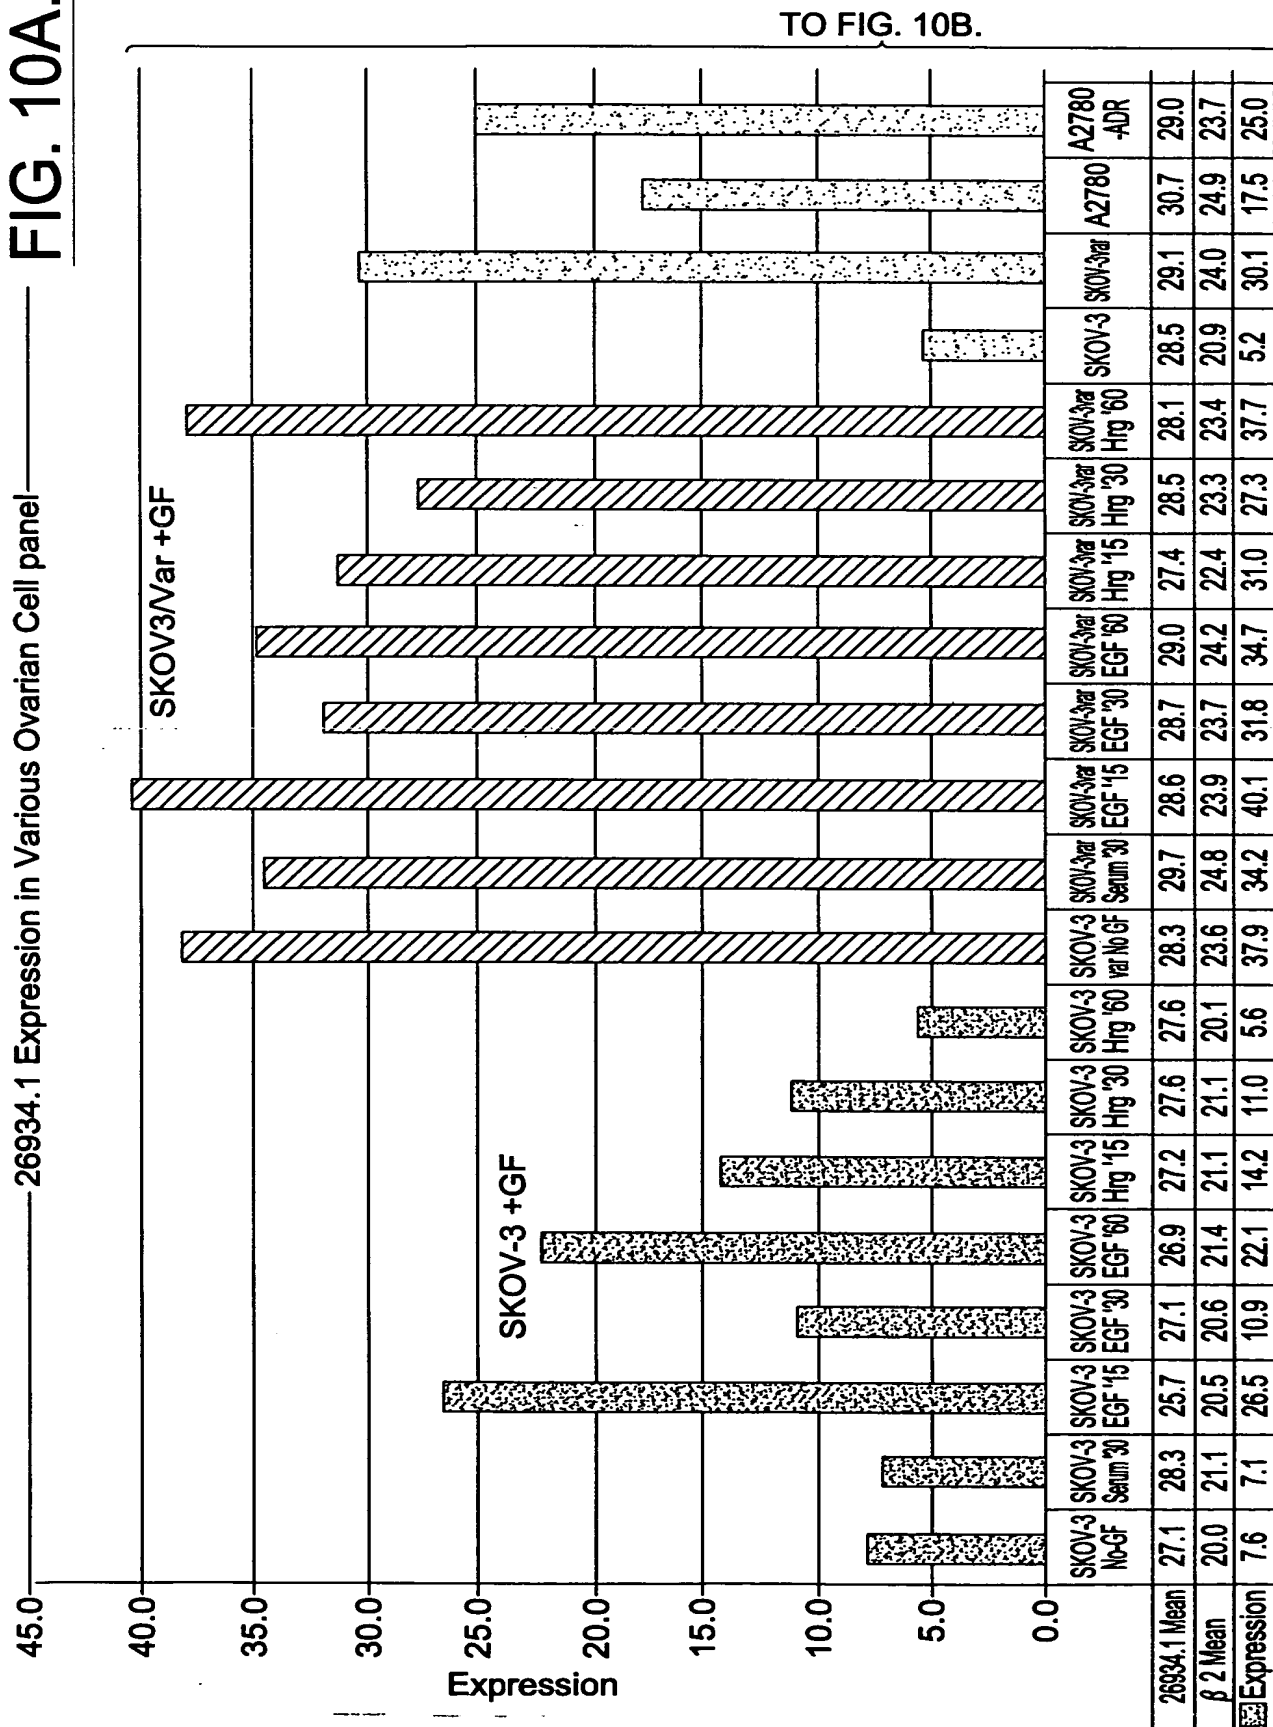 FIG. 10A.
26934.1 Expression in Various Ovarian Cell panel
TO FIG. 10B.
45.0
40.0
35.0
30.0
25.0
20.0
15.0
10.0
5.0
0.0
Expression
SKOV-3 +GF
SKOV3/Var +GF
SKOV-3 No-GF
SKOV-3 Serum '30
SKOV-3 EGF '15
SKOV-3 EGF '30
SKOV-3 EGF '60
SKOV-3 Hrg '15
SKOV-3 Hrg '30
SKOV-3 Hrg '60
SKOV-3 var No GF
SKOV-3var Serum '30
SKOV-3var EGF '15
SKOV-3var EGF '30
SKOV-3var EGF '60
SKOV-3var Hrg '15
SKOV-3var Hrg '30
SKOV-3var Hrg '60
SKOV-3
SKOV-3var
A2780
A2780 -ADR
26934.1 Mean 27.1 28.3 25.7 27.1 26.9 27.2 27.6 27.6 28.3 29.7 28.6 28.7 29.0 27.4 28.5 28.1 28.5 29.1 30.7 29.0
β 2 Mean 20.0 21.1 20.5 20.6 21.4 21.1 21.1 20.1 23.6 24.8 23.9 23.7 24.2 22.4 23.3 23.4 20.9 24.0 24.9 23.7
Expression 7.6 7.1 26.5 10.9 22.1 14.2 11.0 5.6 37.9 34.2 40.1 31.8 34.7 31.0 27.3 37.7 5.2 30.1 17.5 25.0